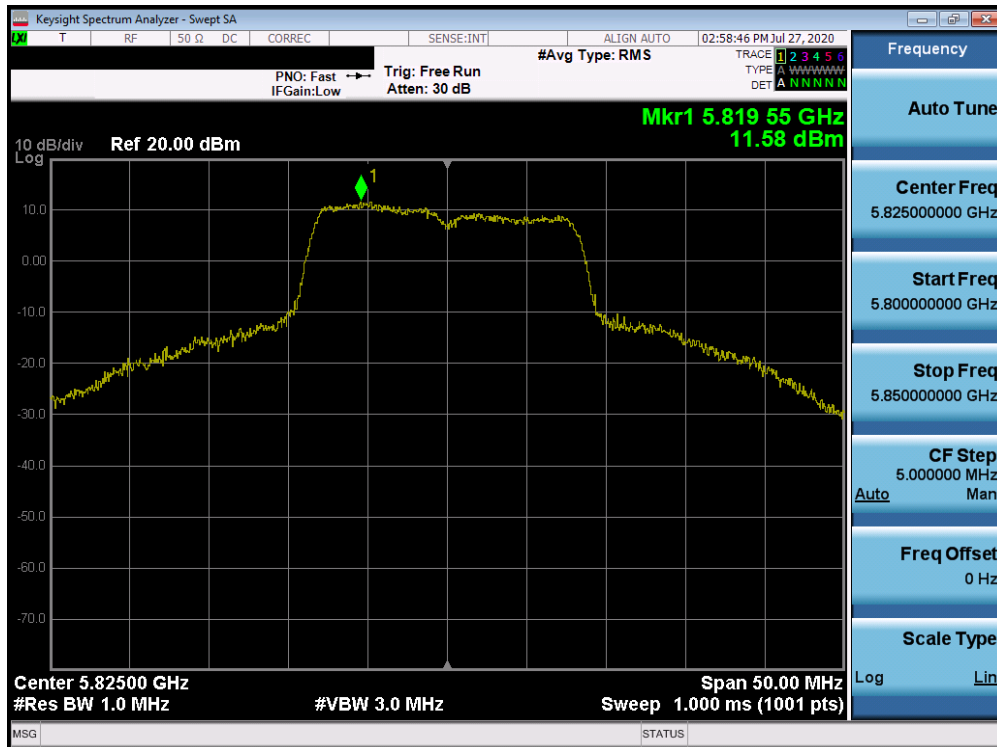 Keysight Spectrum Analyzer - Swept SA
LXI T RF 50 Ω DC CORREC SENSE:INT ALIGN AUTO 02:58:46 PM Jul 27, 2020
#Avg Type: RMS TRACE 1 2 3 4 5 6
PNO: Fast Trig: Free Run TYPE A WWWWW
IFGain:Low Atten: 30 dB DET A N N N N N
Mkr1 5.819 55 GHz
11.58 dBm
10 dB/div Ref 20.00 dBm
Log
1
10.0
0.00
-10.0
-20.0
-30.0
-40.0
-50.0
-60.0
-70.0
Center 5.82500 GHz Span 50.00 MHz
#Res BW 1.0 MHz #VBW 3.0 MHz Sweep 1.000 ms (1001 pts)
MSG STATUS
Frequency
Auto Tune
Center Freq
5.825000000 GHz
Start Freq
5.800000000 GHz
Stop Freq
5.850000000 GHz
CF Step
5.000000 MHz
Auto Man
Freq Offset
0 Hz
Scale Type
Log Lin